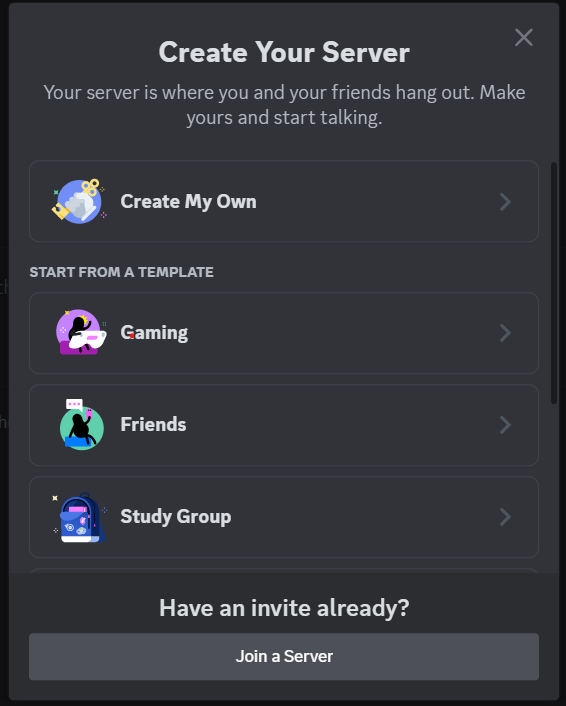 Create Your Server
Your server is where you and your friends hang out. Make
yours and start talking.
Create My Own
START FROM A TEMPLATE
Gaming
Friends
Study Group
Have an invite already?
Join a Server